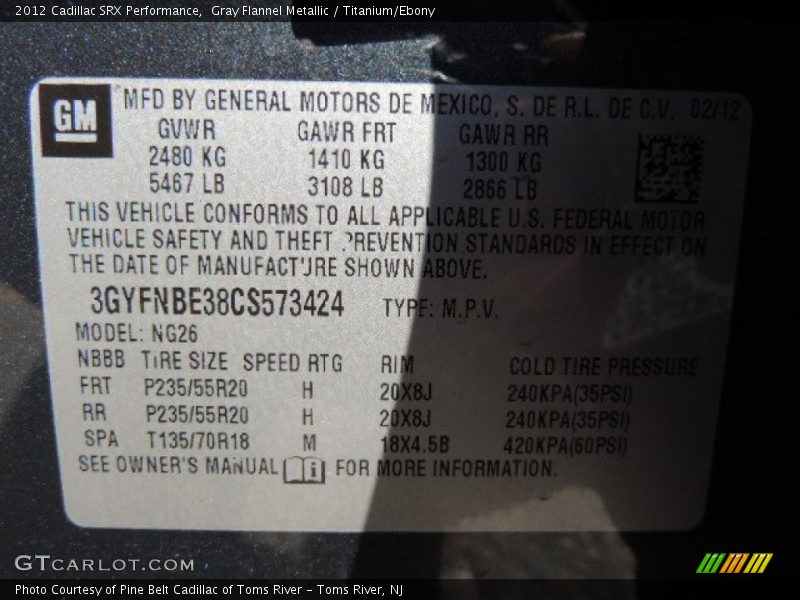 2012 Cadillac SRX Performance,  Gray Flannel Metallic / Titanium/Ebony
GM
MFD BY GENERAL MOTORS DE MEXICO, S. DE R.L. DE C.V. 02/12
GVWR GAWR FRT GAWR RR
2480 KG 1410 KG 1300 KG
5467 LB 3108 LB 2866 LB
THIS VEHICLE CONFORMS TO ALL APPLICABLE U.S. FEDERAL MOTOR
VEHICLE SAFETY AND THEFT PREVENTION STANDARDS IN EFFECT ON
THE DATE OF MANUFACTURE SHOWN ABOVE.
3GYFNBE38CS573424 TYPE: M.P.V.
MODEL: NG26
NBBB TIRE SIZE SPEED RTG RIM COLD TIRE PRESSURE
FRT P235/55R20 H 20X8J 240KPA(35PSI)
RR P235/55R20 H 20X8J 240KPA(35PSI)
SPA T135/70R18 M 18X4.5B 420KPA(60PSI)
SEE OWNER'S MANUAL i FOR MORE INFORMATION.
GTCARLOT.COM
Photo Courtesy of Pine Belt Cadillac of Toms River – Toms River, NJ